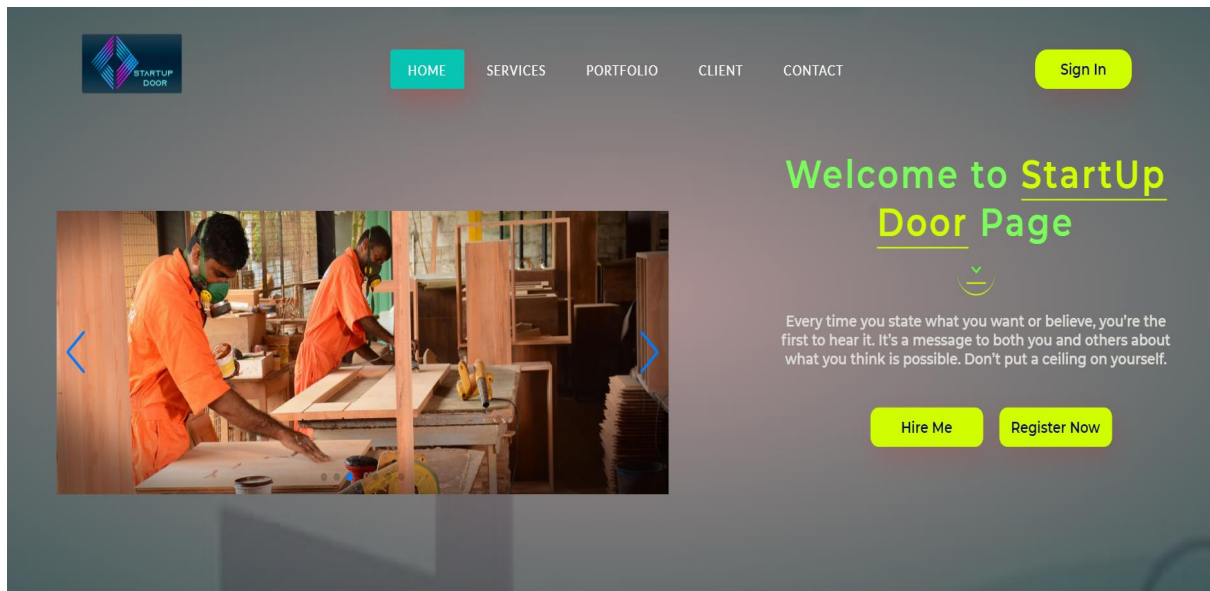 STARTUP
DOOR
HOME SERVICES PORTFOLIO CLIENT CONTACT
Sign In
Welcome to StartUp
Door Page
Every time you state what you want or believe, you’re the
first to hear it. It’s a message to both you and others about
what you think is possible. Don’t put a ceiling on yourself.
Hire Me Register Now